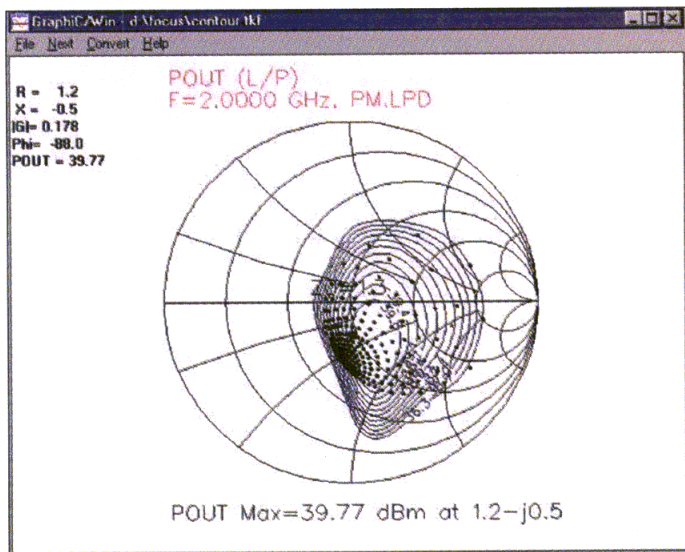 GraphiC/Win - d:\focus\contour.tkf
File Next Convert Help
R = 1.2
X = -0.5
|G|= 0.178
Phi= -88.0
POUT = 39.77
POUT (L/P)
F=2.0000 GHz, PM.LPD
POUT Max=39.77 dBm at 1.2-j0.5